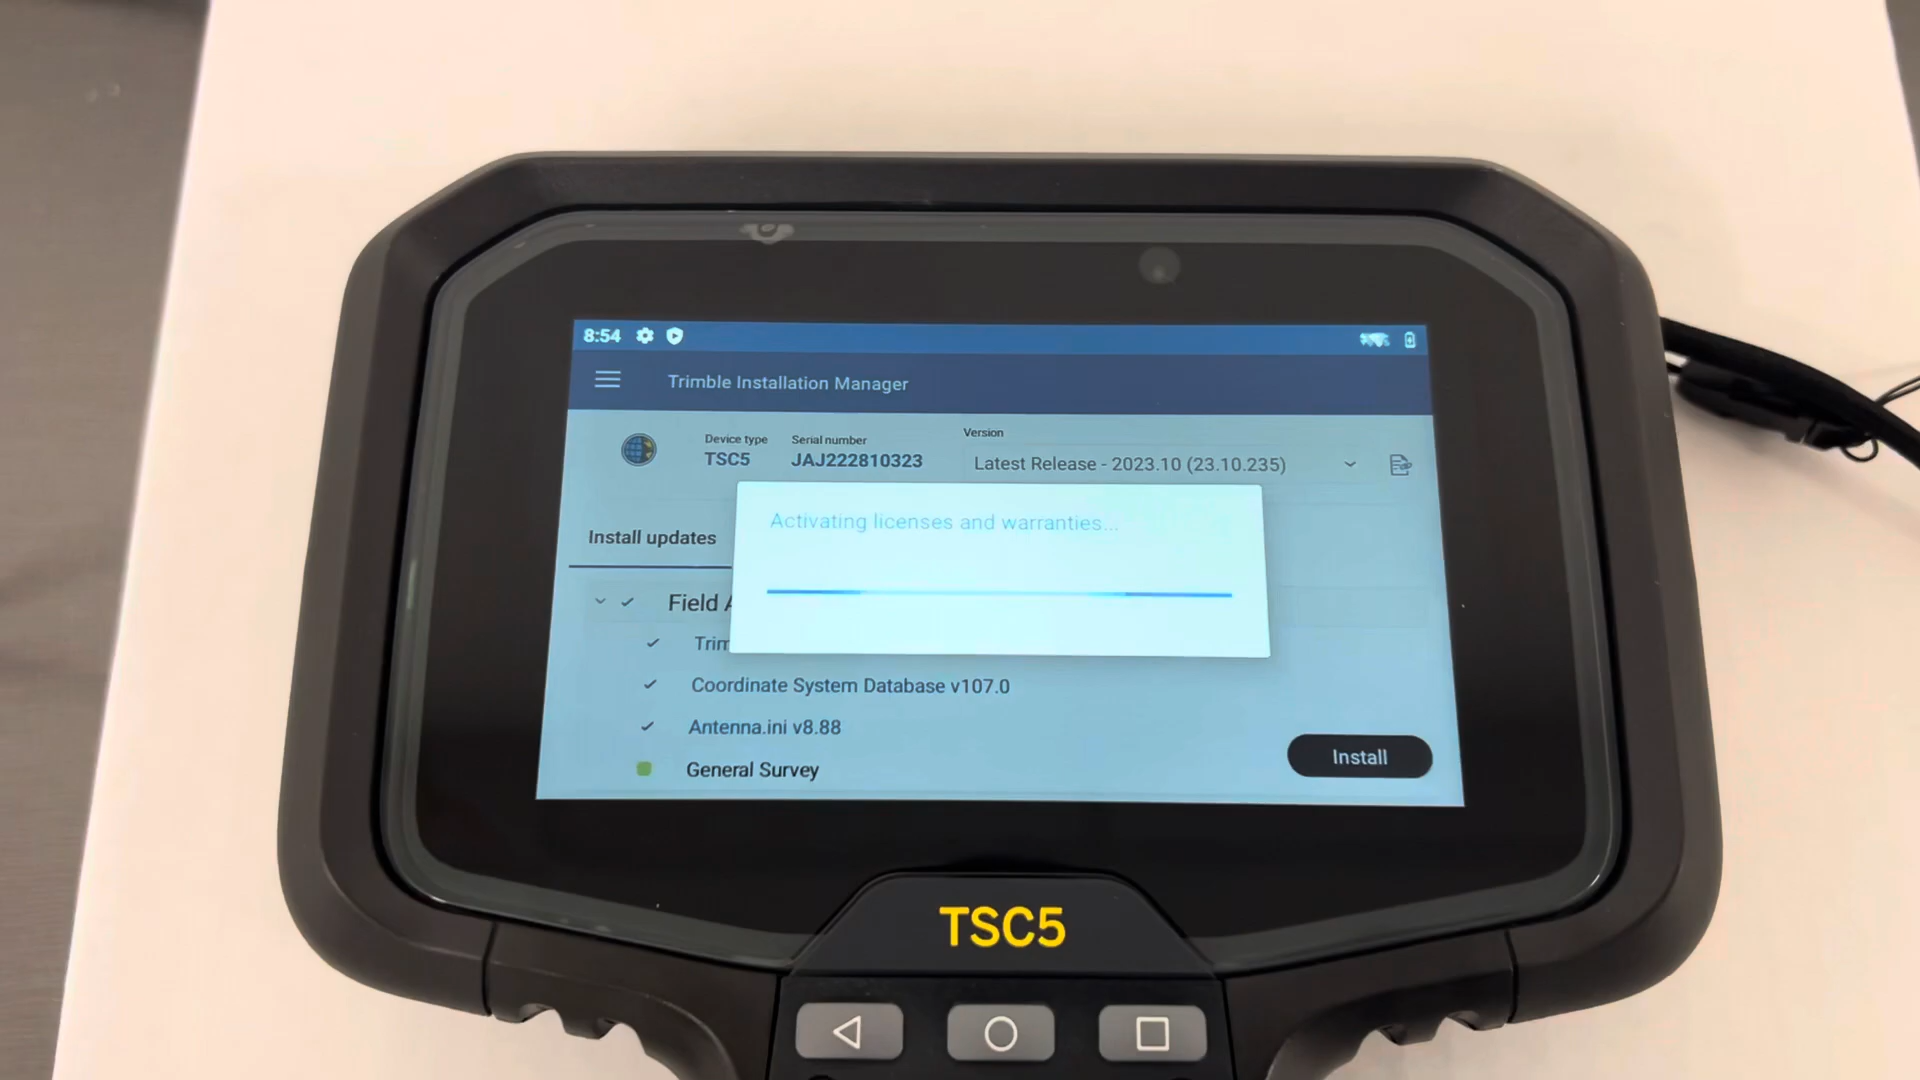 8:54
Trimble Installation Manager
Device type
TSC5
Serial number
JAJ222810323
Version
Latest Release - 2023.10 (23.10.235)
Activating licenses and warranties...
Install updates
Field
Coordinate System Database v107.0
Antenna.ini v8.88
General Survey
Install
TSC5